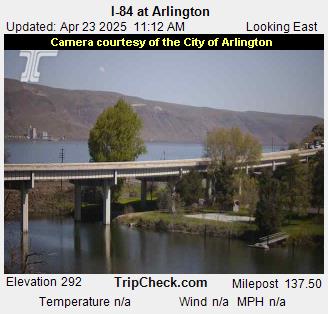 I-84 at Arlington
Updated: Apr 23 2025 11:12 AM Looking East
Camera courtesy of the City of Arlington
Elevation 292 TripCheck.com Milepost 137.50
Temperature n/a Wind n/a MPH n/a